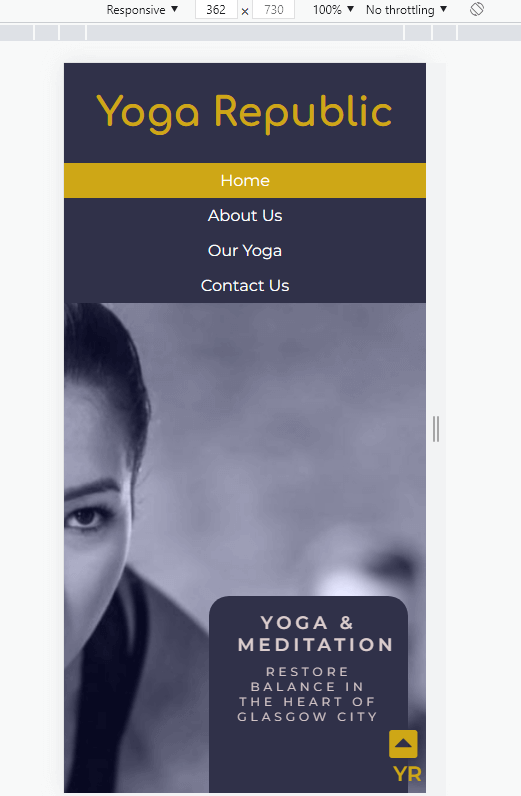 Responsive ▼ 362 × 730 100% ▼ No throttling ▼
Yoga Republic
Home
About Us
Our Yoga
Contact Us
YOGA &
MEDITATION
RESTORE
BALANCE IN
THE HEART OF
GLASGOW CITY
YR